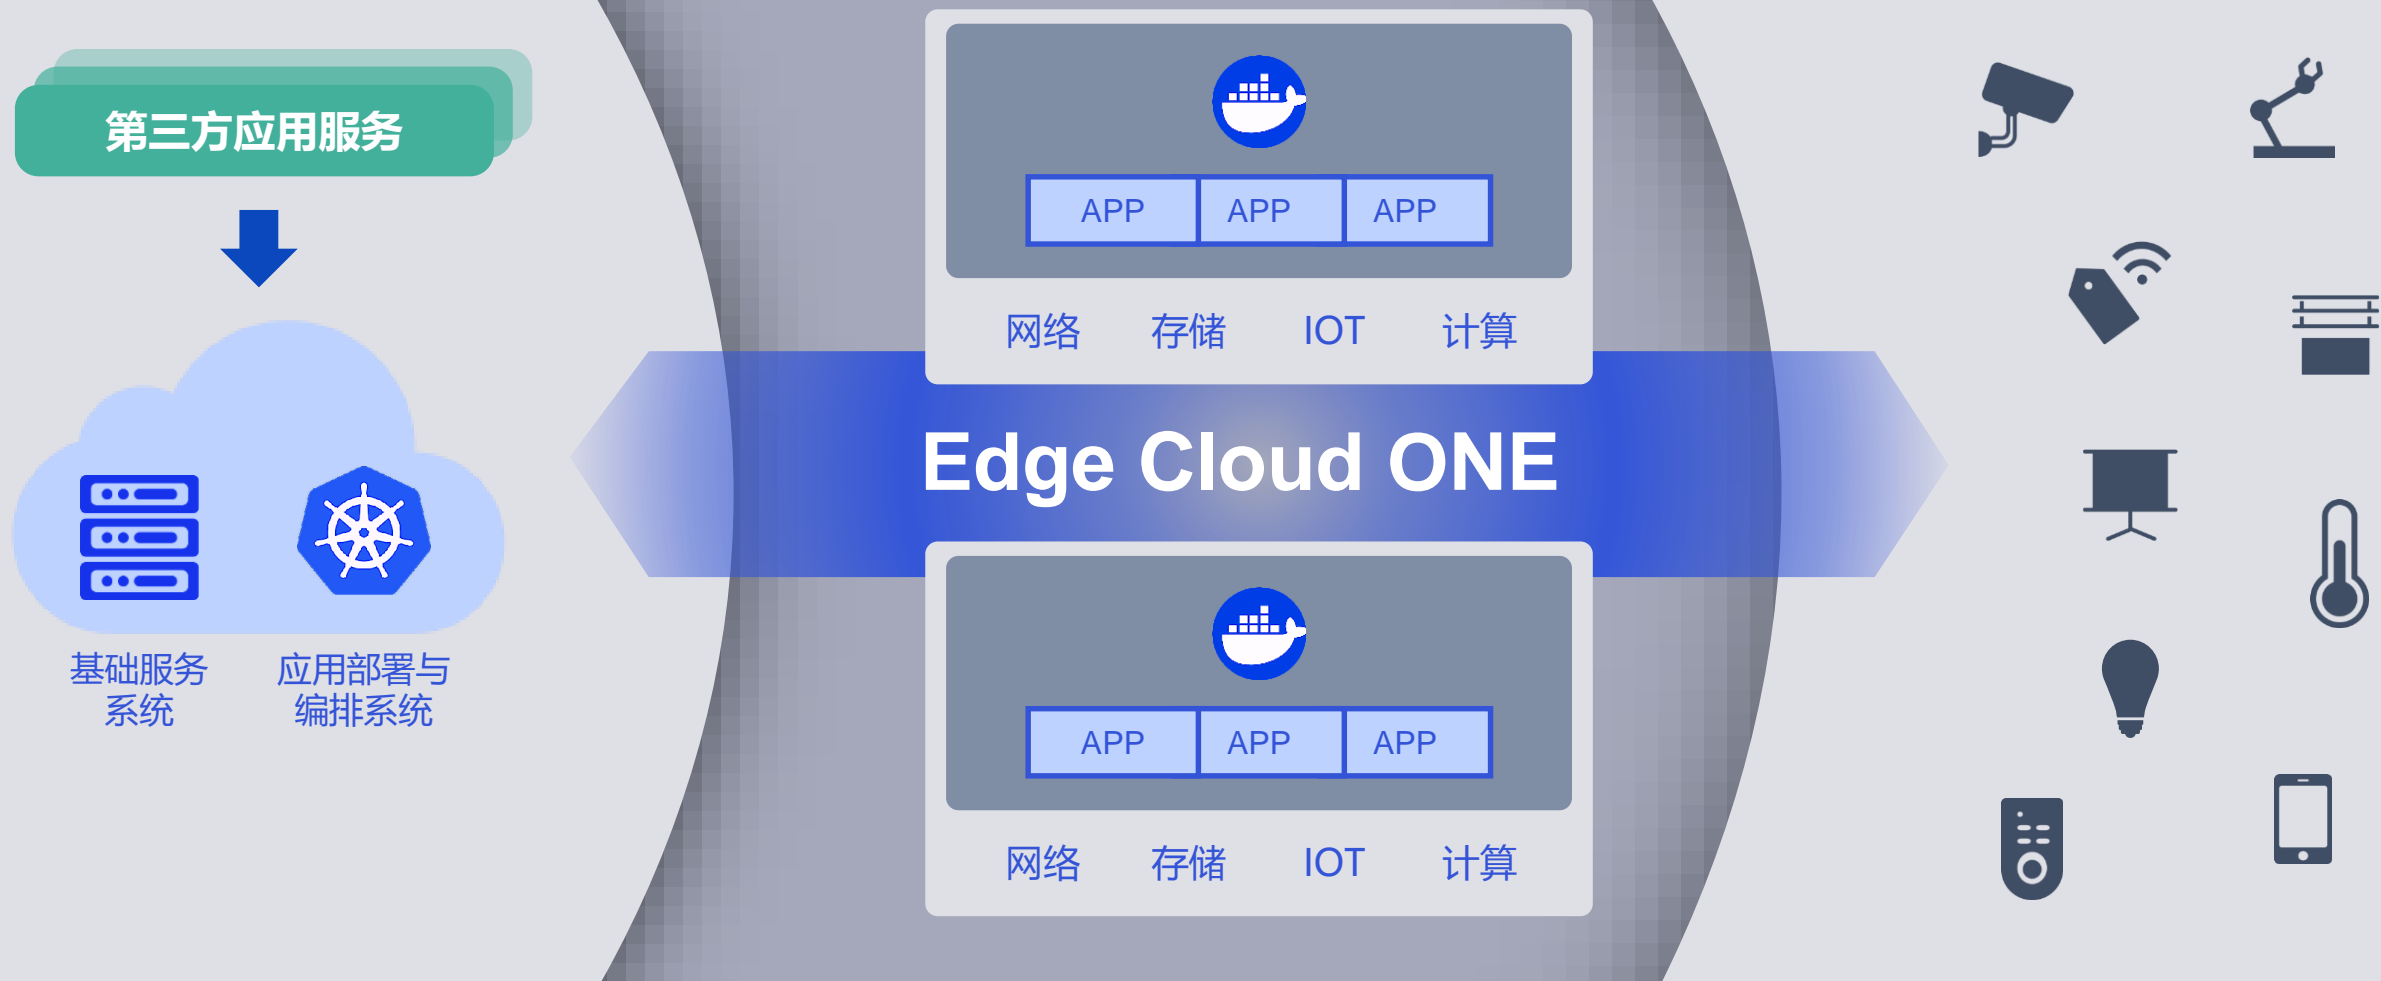 第三方应用服务
基础服务
系统
应用部署与
编排系统
APP APP APP
网络 存储 IOT 计算
Edge Cloud ONE
APP APP APP
网络 存储 IOT 计算